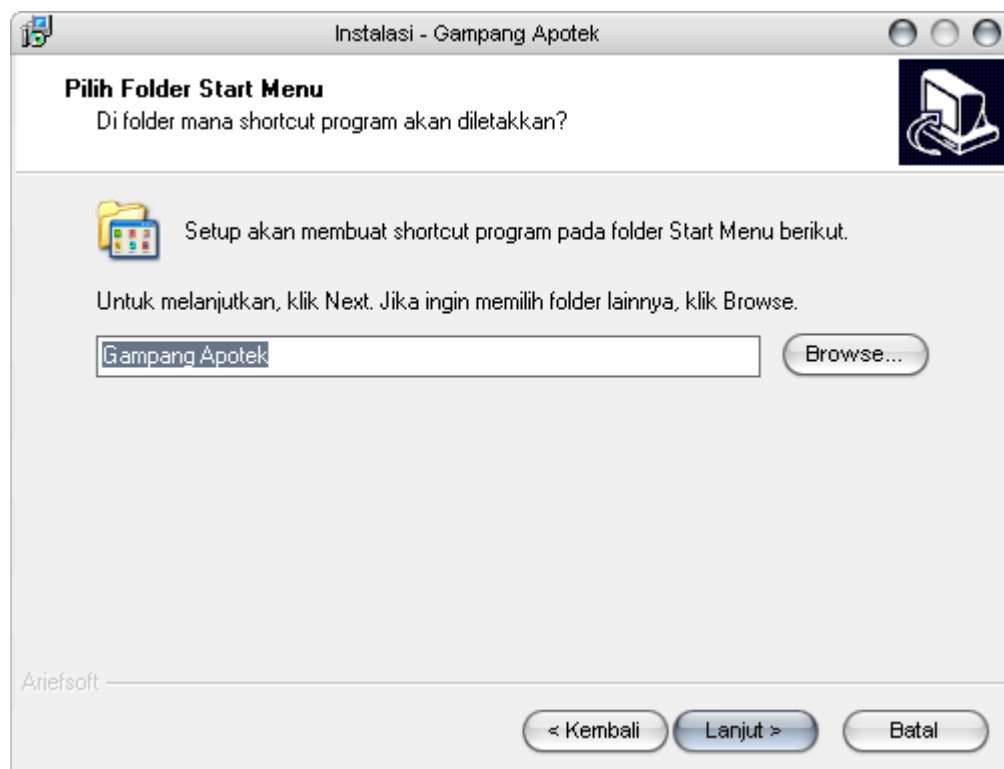 Instalasi - Gampang Apotek
Pilih Folder Start Menu
Di folder mana shortcut program akan diletakkan?
Setup akan membuat shortcut program pada folder Start Menu berikut.
Untuk melanjutkan, klik Next. Jika ingin memilih folder lainnya, klik Browse.
Gampang Apotek
Browse...
Ariefsoft
< Kembali
Lanjut >
Batal